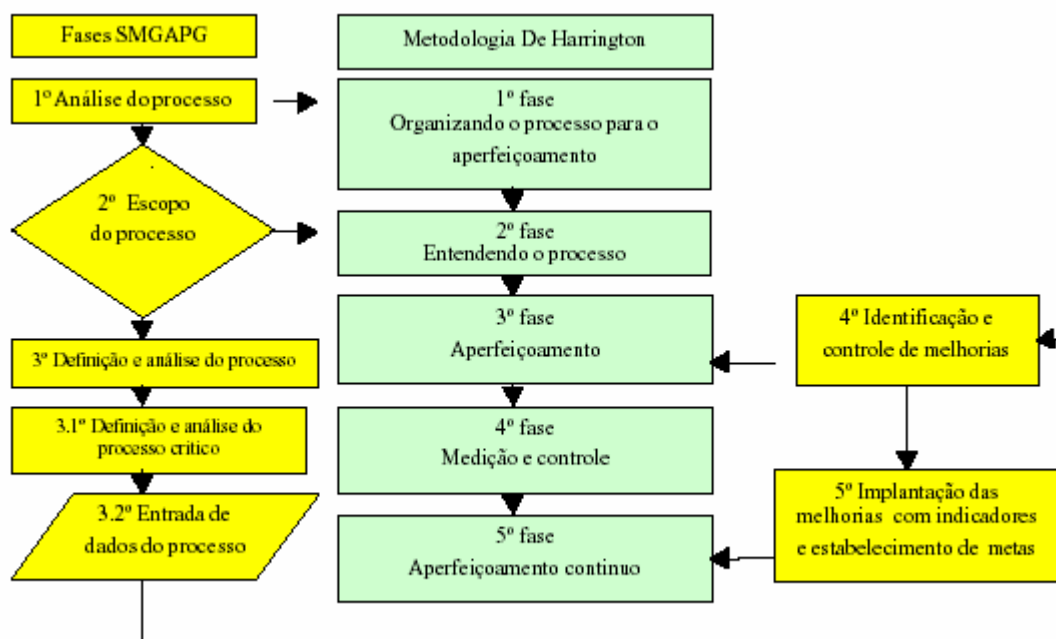 Fases SMGAPG
Metodologia De Harrington
1º Análise do processo
1º fase
Organizando o processo para o
aperfeiçoamento
2º Escopo
do processo
2º fase
Entendendo o processo
3º fase
Aperfeiçoamento
4º Identificação e
controle de melhorias
3º Definição e análise do processo
3.1º Definição e análise do
processo critico
4º fase
Medição e controle
3.2º Entrada de
dados do processo
5º fase
Aperfeiçoamento continuo
5º Implantação das
melhorias com indicadores
e estabelecimento de metas